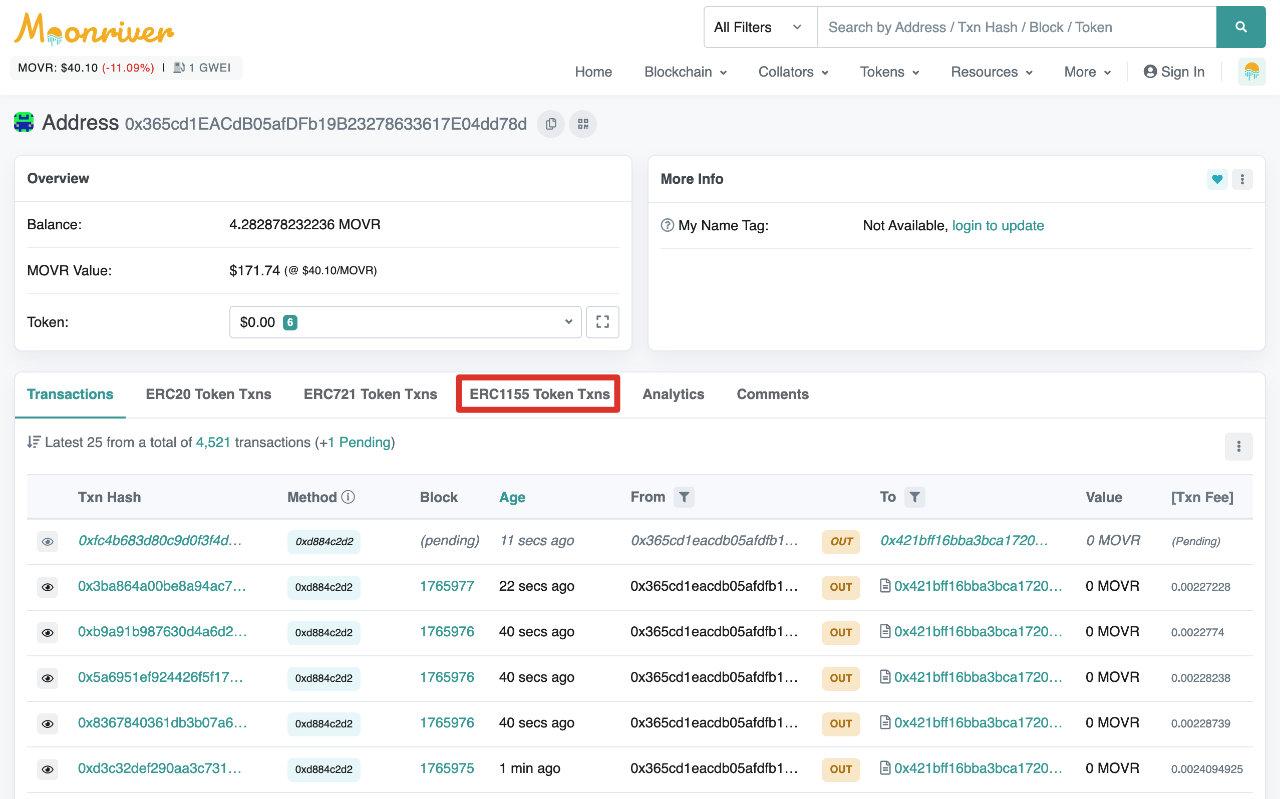 Moonriver
All Filters
Search by Address / Txn Hash / Block / Token
MOVR: $40.10 (-11.09%) | 1 GWEI
Home Blockchain Collators Tokens Resources More Sign In
Address 0x365cd1EACdB05afDFb19B23278633617E04dd78d
Overview
Balance: 4.282878232236 MOVR
MOVR Value: $171.74 (@ $40.10/MOVR)
Token: $0.00 6
More Info
My Name Tag: Not Available, login to update
Transactions ERC20 Token Txns ERC721 Token Txns ERC1155 Token Txns Analytics Comments
Latest 25 from a total of 4,521 transactions (+1 Pending)
Txn Hash Method Block Age From To Value [Txn Fee]
0xfc4b683d80c9d0f3f4d... 0xd884c2d2 (pending) 11 secs ago 0x365cd1eacdb05afdfb1... OUT 0x421bff16bba3bca1720... 0 MOVR (Pending)
0x3ba864a00be8a94ac7... 0xd884c2d2 1765977 22 secs ago 0x365cd1eacdb05afdfb1... OUT 0x421bff16bba3bca1720... 0 MOVR 0.00227228
0xb9a91b987630d4a6d2... 0xd884c2d2 1765976 40 secs ago 0x365cd1eacdb05afdfb1... OUT 0x421bff16bba3bca1720... 0 MOVR 0.0022774
0x5a6951ef924426f5f17... 0xd884c2d2 1765976 40 secs ago 0x365cd1eacdb05afdfb1... OUT 0x421bff16bba3bca1720... 0 MOVR 0.00228238
0x8367840361db3b07a6... 0xd884c2d2 1765976 40 secs ago 0x365cd1eacdb05afdfb1... OUT 0x421bff16bba3bca1720... 0 MOVR 0.00228739
0xd3c32def290aa3c731... 0xd884c2d2 1765975 1 min ago 0x365cd1eacdb05afdfb1... OUT 0x421bff16bba3bca1720... 0 MOVR 0.0024094925